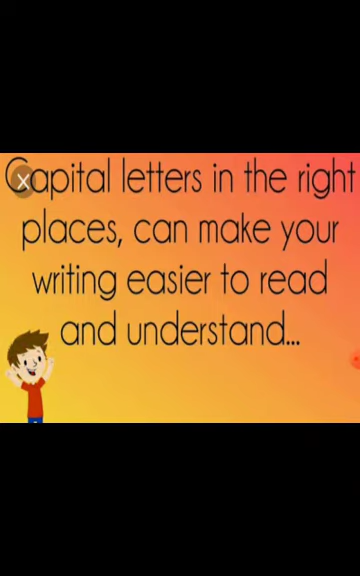 Capital letters in the right
places, can make your
writing easier to read
and understand...